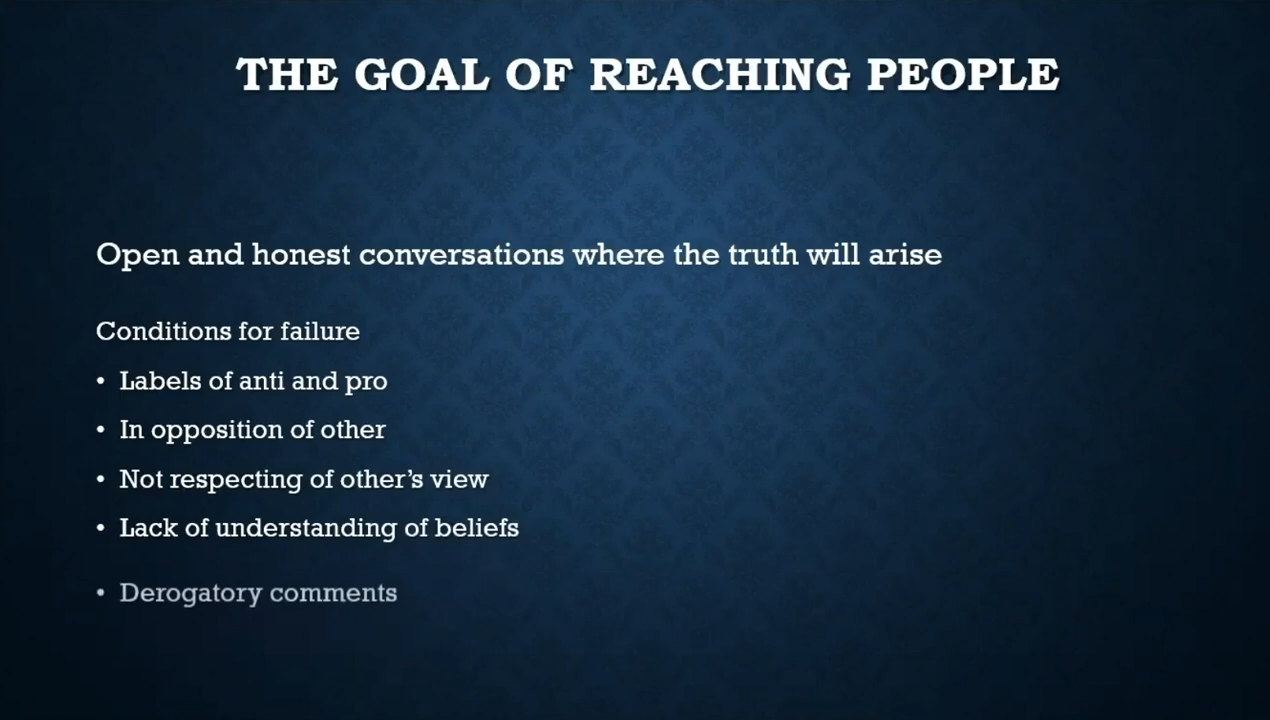 THE GOAL OF REACHING PEOPLE
Open and honest conversations where the truth will arise
Conditions for failure
• Labels of anti and pro
• In opposition of other
• Not respecting of other’s view
• Lack of understanding of beliefs
• Derogatory comments